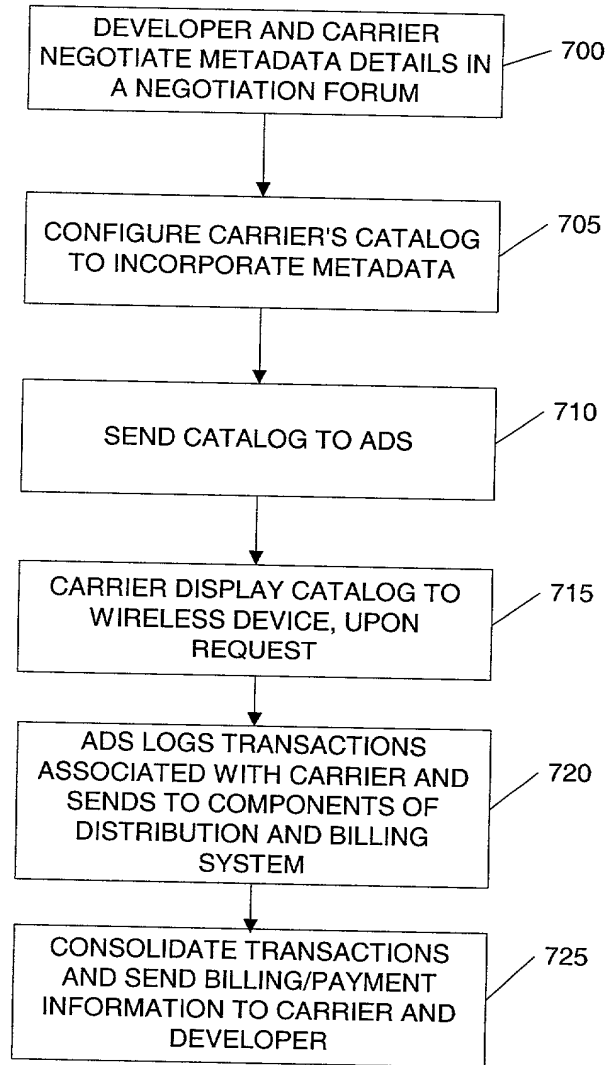 DEVELOPER AND CARRIER
NEGOTIATE METADATA DETAILS IN
A NEGOTIATION FORUM
700
CONFIGURE CARRIER'S CATALOG
TO INCORPORATE METADATA
705
SEND CATALOG TO ADS
710
CARRIER DISPLAY CATALOG TO
WIRELESS DEVICE, UPON
REQUEST
715
ADS LOGS TRANSACTIONS
ASSOCIATED WITH CARRIER AND
SENDS TO COMPONENTS OF
DISTRIBUTION AND BILLING
SYSTEM
720
CONSOLIDATE TRANSACTIONS
AND SEND BILLING/PAYMENT
INFORMATION TO CARRIER AND
DEVELOPER
725